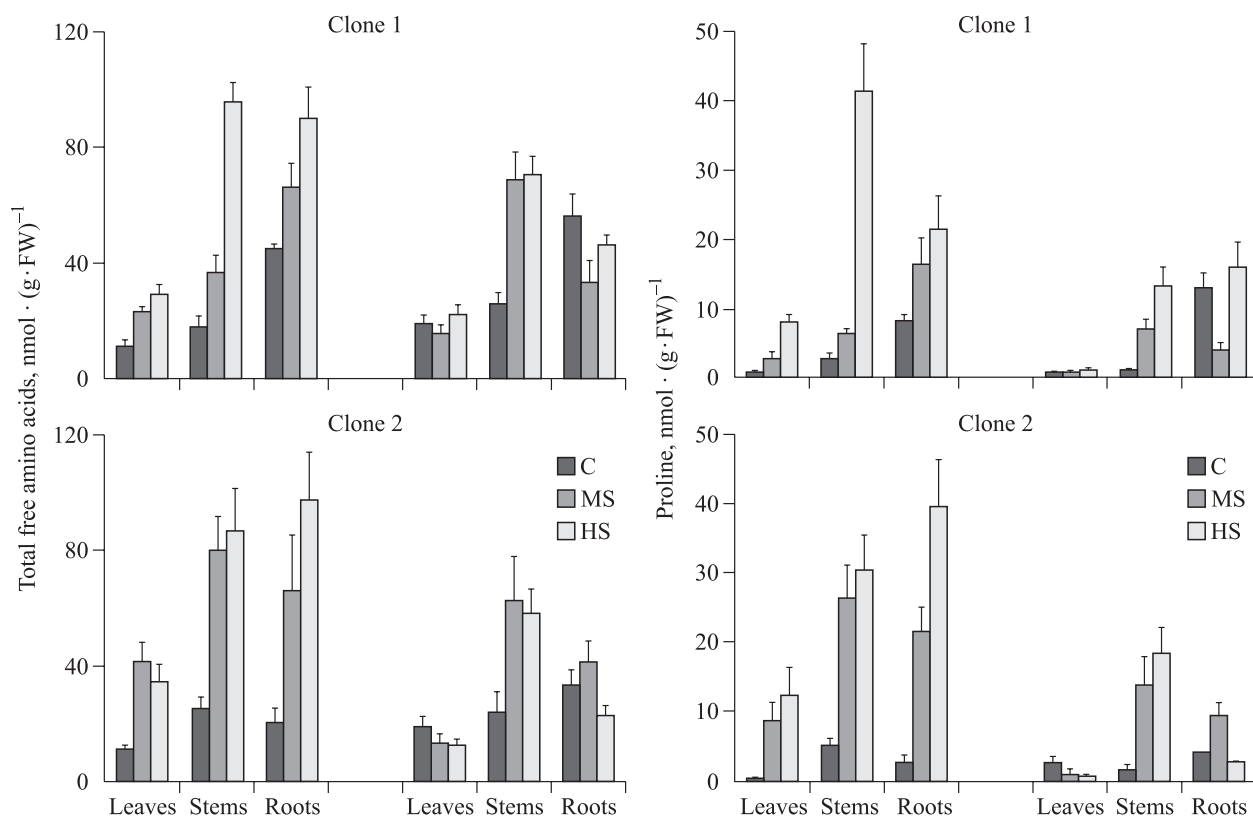 Clone 1
120
80
40
0
Total free amino acids, nmol · (g · FW)⁻¹
Clone 2
120
80
40
0
C
MS
HS
Leaves Stems Roots Leaves Stems Roots
Clone 1
50
40
30
20
10
0
Proline, nmol · (g · FW)⁻¹
Clone 2
50
40
30
20
10
0
C
MS
HS
Leaves Stems Roots Leaves Stems Roots